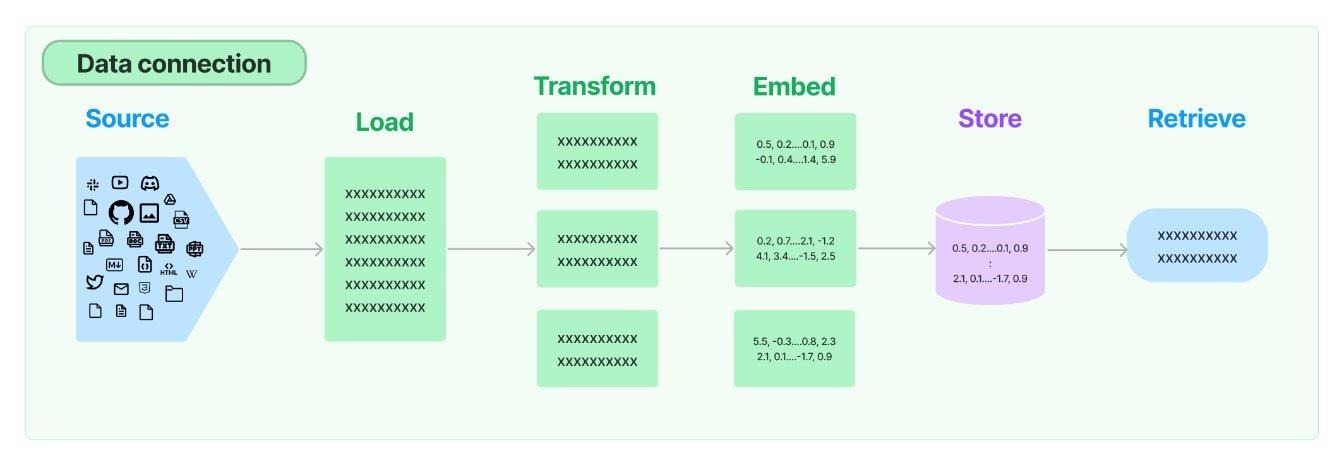 Data connection
Source
CSV
TXT
PPT
M↓
HTML
W
Load
XXXXXXXXXX
XXXXXXXXXX
XXXXXXXXXX
XXXXXXXXXX
XXXXXXXXXX
XXXXXXXXXX
Transform
XXXXXXXXXX
XXXXXXXXXX
XXXXXXXXXX
XXXXXXXXXX
XXXXXXXXXX
XXXXXXXXXX
Embed
0.5, 0.2....0.1, 0.9
-0.1, 0.4....1.4, 5.9
0.2, 0.7....2.1, -1.2
4.1, 3.4....-1.5, 2.5
5.5, -0.3....0.8, 2.3
2.1, 0.1....-1.7, 0.9
Store
0.5, 0.2....0.1, 0.9
:
2.1, 0.1....-1.7, 0.9
Retrieve
XXXXXXXXXX
XXXXXXXXXX